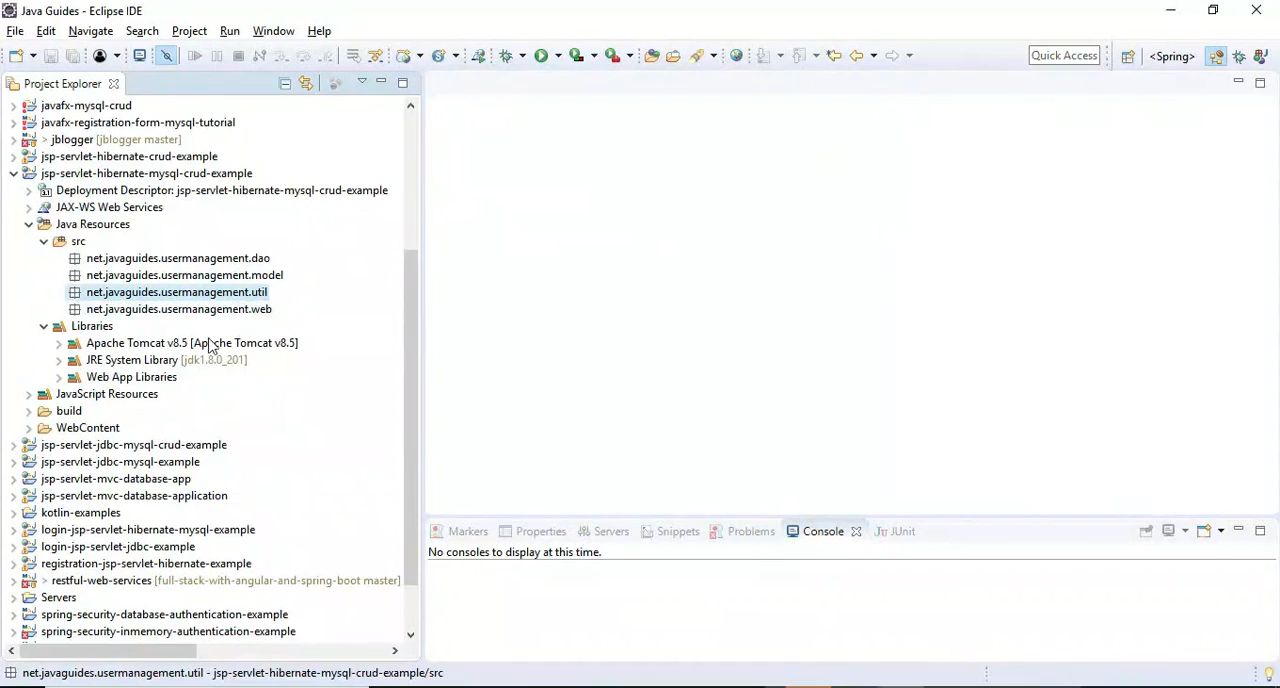 Java Guides - Eclipse IDE
File Edit Navigate Search Project Run Window Help
Quick Access
<Spring>
Project Explorer
javafx-mysql-crud
javafx-registration-form-mysql-tutorial
> jblogger [jblogger master]
jsp-servlet-hibernate-crud-example
jsp-servlet-hibernate-mysql-crud-example
Deployment Descriptor: jsp-servlet-hibernate-mysql-crud-example
JAX-WS Web Services
Java Resources
src
net.javaguides.usermanagement.dao
net.javaguides.usermanagement.model
net.javaguides.usermanagement.util
net.javaguides.usermanagement.web
Libraries
Apache Tomcat v8.5 [Apache Tomcat v8.5]
JRE System Library [jdk1.8.0_201]
Web App Libraries
JavaScript Resources
build
WebContent
jsp-servlet-jdbc-mysql-crud-example
jsp-servlet-jdbc-mysql-example
jsp-servlet-mvc-database-app
jsp-servlet-mvc-database-application
kotlin-examples
login-jsp-servlet-hibernate-mysql-example
login-jsp-servlet-jdbc-example
registration-jsp-servlet-hibernate-example
> restful-web-services [full-stack-with-angular-and-spring-boot master]
Servers
spring-security-database-authentication-example
spring-security-inmemory-authentication-example
Markers Properties Servers Snippets Problems Console JUnit
No consoles to display at this time.
net.javaguides.usermanagement.util - jsp-servlet-hibernate-mysql-crud-example/src